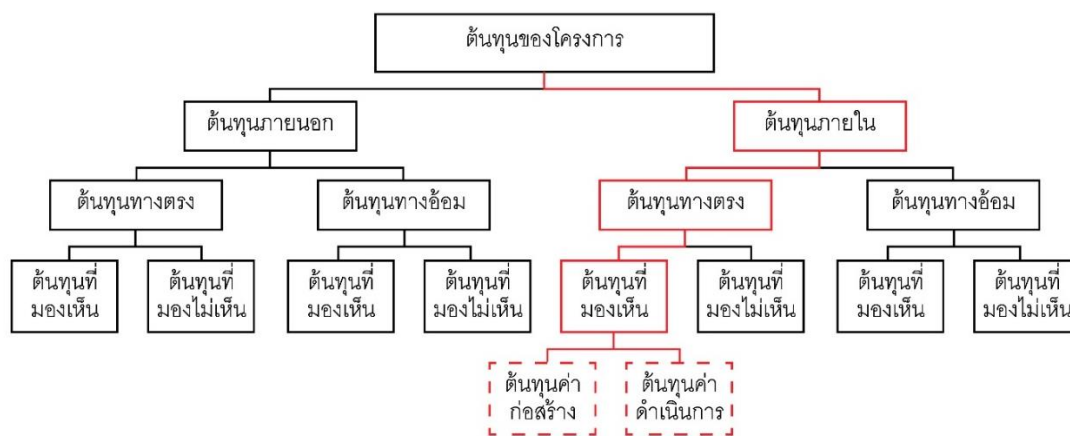 ต้นทุนของโครงการ
ต้นทุนภายนอก
ต้นทุนภายใน
ต้นทุนทางตรง
ต้นทุนทางอ้อม
ต้นทุนทางตรง
ต้นทุนทางอ้อม
ต้นทุนที่
มองเห็น
ต้นทุนที่
มองไม่เห็น
ต้นทุนที่
มองเห็น
ต้นทุนที่
มองไม่เห็น
ต้นทุนที่
มองเห็น
ต้นทุนที่
มองไม่เห็น
ต้นทุนที่
มองเห็น
ต้นทุนที่
มองไม่เห็น
ต้นทุนค่า
ก่อสร้าง
ต้นทุนค่า
ดำเนินการ